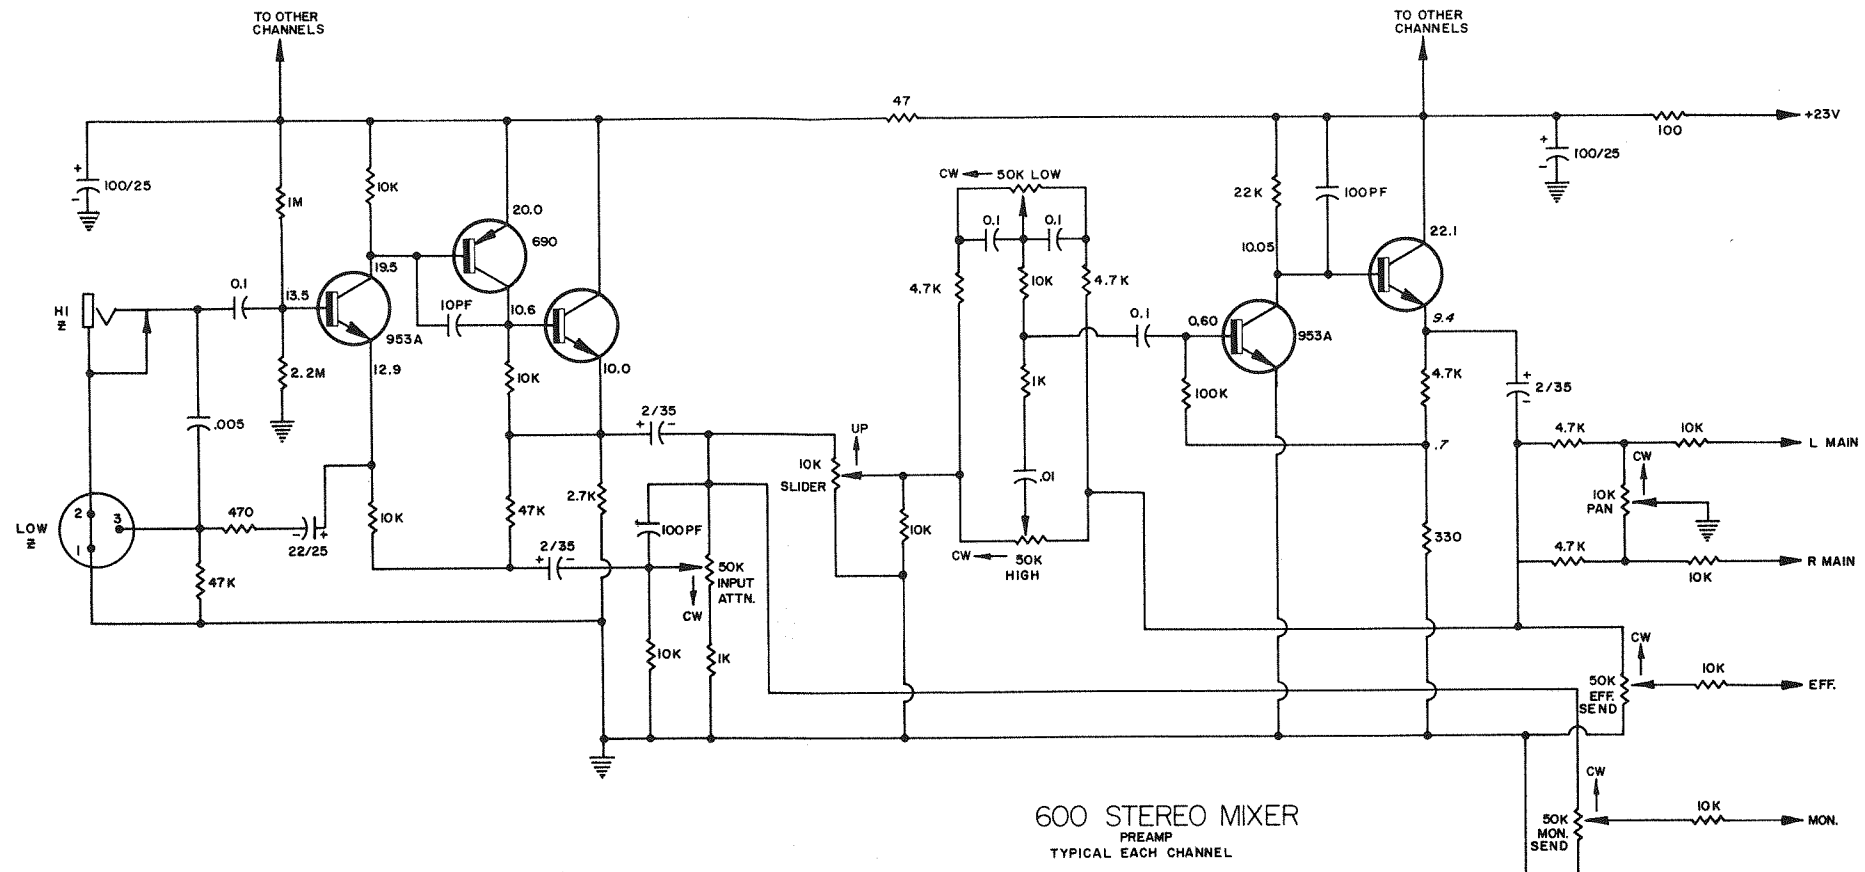 TO OTHER
CHANNELS
TO OTHER
CHANNELS
47
+23V
100
+
-
100/25
1M
10K
20.0
690
19.5
CW
50K LOW
0.1
0.1
22K
100PF
+
-
100/25
10.05
22.1
HI
Z
0.1
13.5
953A
12.9
10PF
10.6
10.0
4.7K
10K
4.7K
0.1
0.60
953A
9.4
2.2M
10K
1K
100K
4.7K
+
-
2/35
.005
+
2/35
-
UP
10K
SLIDER
.7
4.7K
10K
L MAIN
CW
.01
10K
PAN
LOW
Z
2
3
1
470
-
22/25
+
10K
47K
2.7K
+
100PF
10K
330
4.7K
10K
R MAIN
+
2/35
-
50K
INPUT
ATTN.
CW
CW
50K
HIGH
47K
10K
1K
CW
10K
EFF.
50K
EFF.
SEND
CW
10K
MON.
50K
MON.
SEND
600 STEREO MIXER
PREAMP
TYPICAL EACH CHANNEL